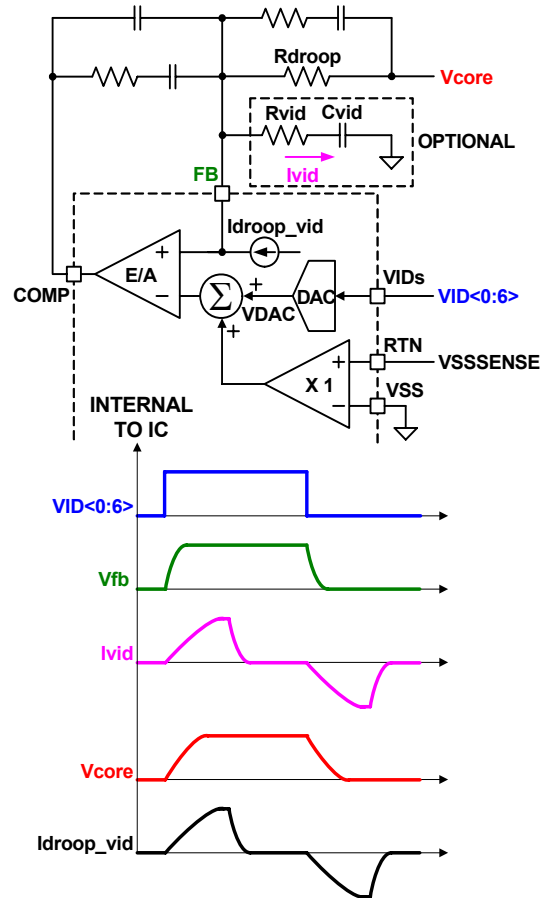 Rdroop
Vcore
Rvid
Cvid
OPTIONAL
Ivid
FB
Idroop_vid
+
E/A
−
COMP
Σ
+
+
VDAC
DAC
VIDs
VID<0:6>
RTN
VSSSENSE
+
X 1
−
VSS
INTERNAL
TO IC
VID<0:6>
Vfb
Ivid
Vcore
Idroop_vid